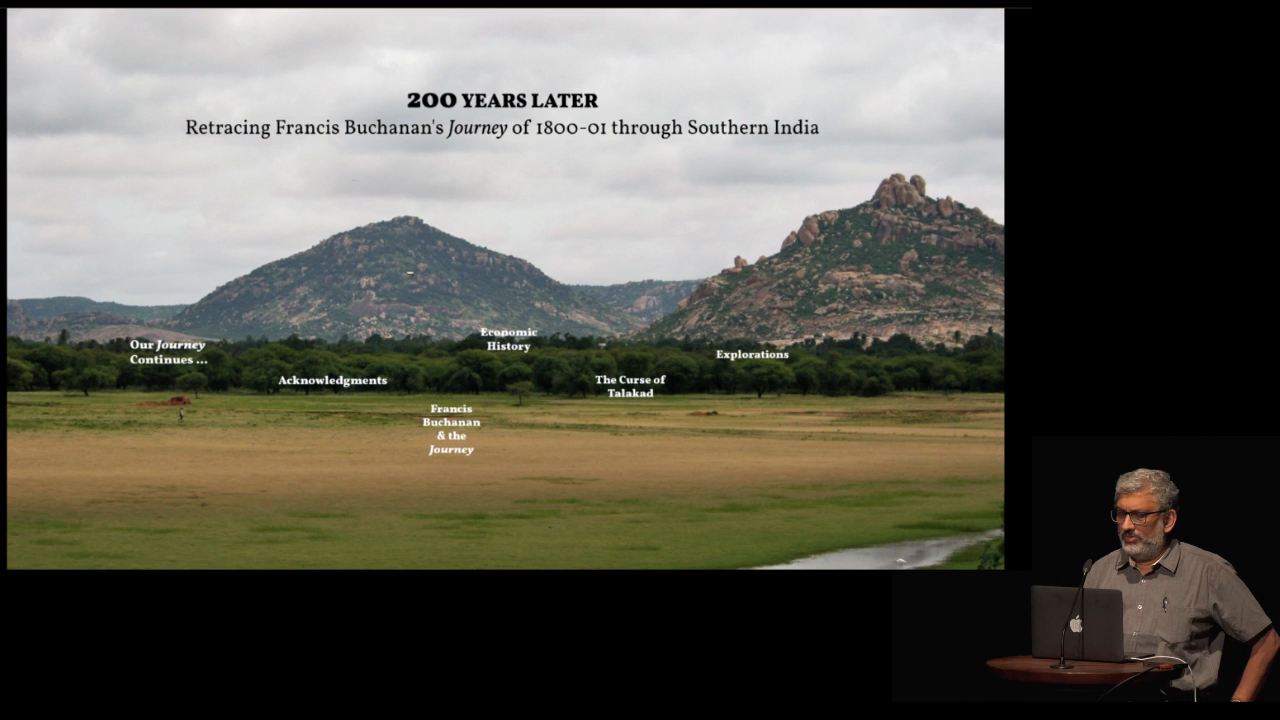 200 YEARS LATER
Retracing Francis Buchanan's Journey of 1800-01 through Southern India
Our Journey
Continues ...
Acknowledgments
Economic
History
Francis
Buchanan
& the
Journey
The Curse of
Talakad
Explorations